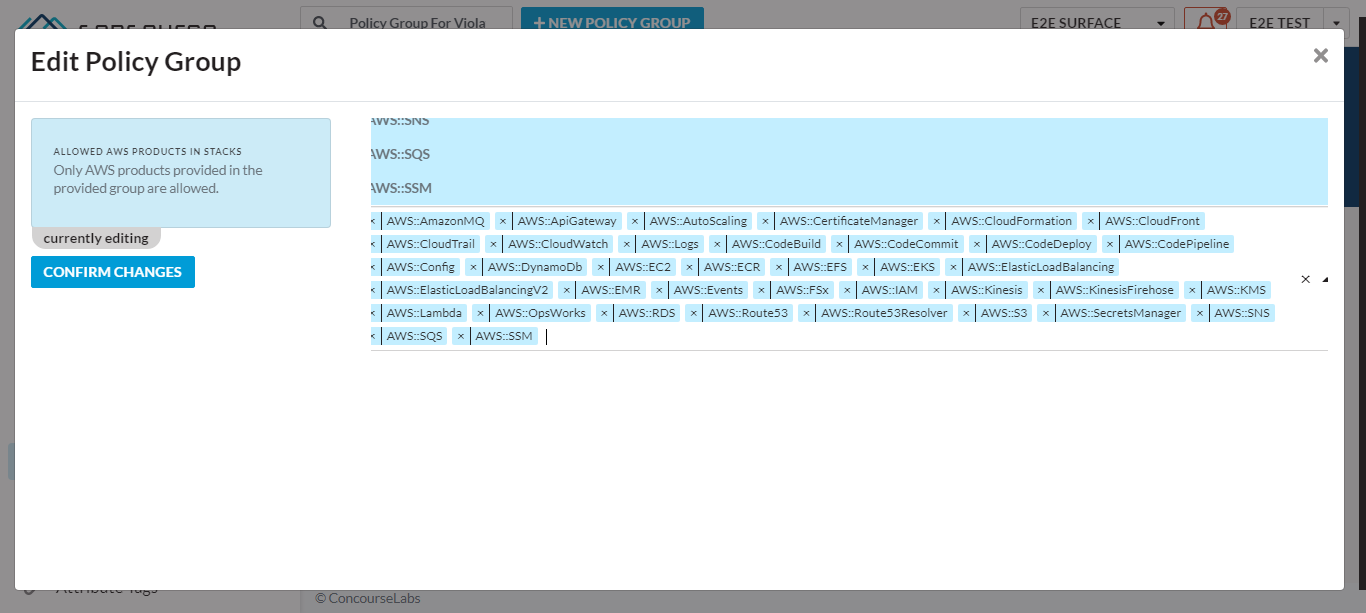 Policy Group For Viola
+ NEW POLICY GROUP
E2E SURFACE
27
E2E TEST
Edit Policy Group
ALLOWED AWS PRODUCTS IN STACKS
Only AWS products provided in the
provided group are allowed.
currently editing
CONFIRM CHANGES
AWS::SNS
AWS::SQS
AWS::SSM
× AWS::AmazonMQ × AWS::ApiGateway × AWS::AutoScaling × AWS::CertificateManager × AWS::CloudFormation × AWS::CloudFront
× AWS::CloudTrail × AWS::CloudWatch × AWS::Logs × AWS::CodeBuild × AWS::CodeCommit × AWS::CodeDeploy × AWS::CodePipeline
× AWS::Config × AWS::DynamoDb × AWS::EC2 × AWS::ECR × AWS::EFS × AWS::EKS × AWS::ElasticLoadBalancing
× AWS::ElasticLoadBalancingV2 × AWS::EMR × AWS::Events × AWS::FSx × AWS::IAM × AWS::Kinesis × AWS::KinesisFirehose × AWS::KMS
× AWS::Lambda × AWS::OpsWorks × AWS::RDS × AWS::Route53 × AWS::Route53Resolver × AWS::S3 × AWS::SecretsManager × AWS::SNS
× AWS::SQS × AWS::SSM
Attribute Tags
© ConcourseLabs